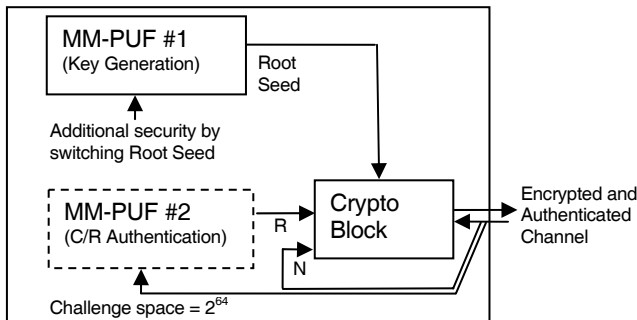 MM-PUF #1
(Key Generation)
Root
Seed
Additional security by
switching Root Seed
MM-PUF #2
(C/R Authentication)
R
N
Crypto
Block
Encrypted and
Authenticated
Channel
Challenge space = 2^64